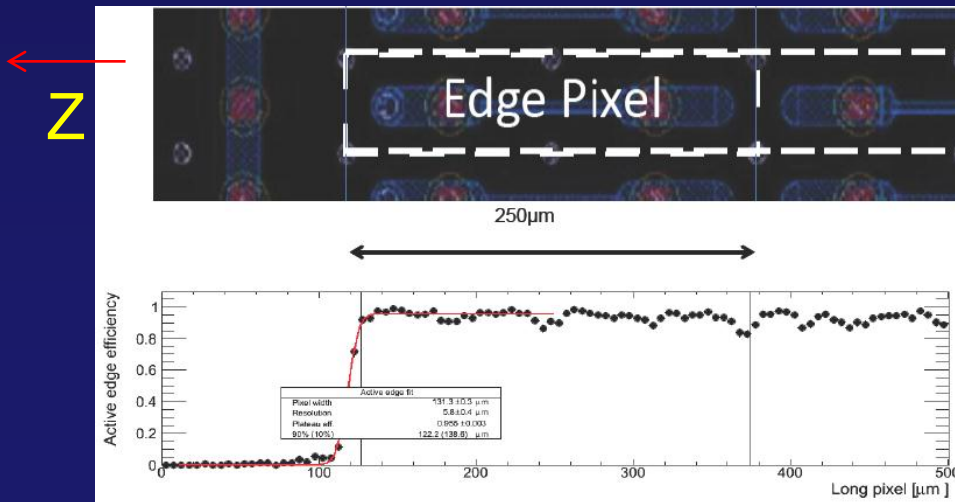 Z
Edge Pixel
250µm
Active edge efficiency
1
0.8
0.6
0.4
0.2
0
Active edge fit
Pixel width 131.3 ±0.3 µm
Resolution 5.8±0.4 µm
Plateau eff. 0.956 ±0.003
90% (10%) 122.2 (138.6) µm
0 100 200 300 400 500
Long pixel [µm ]